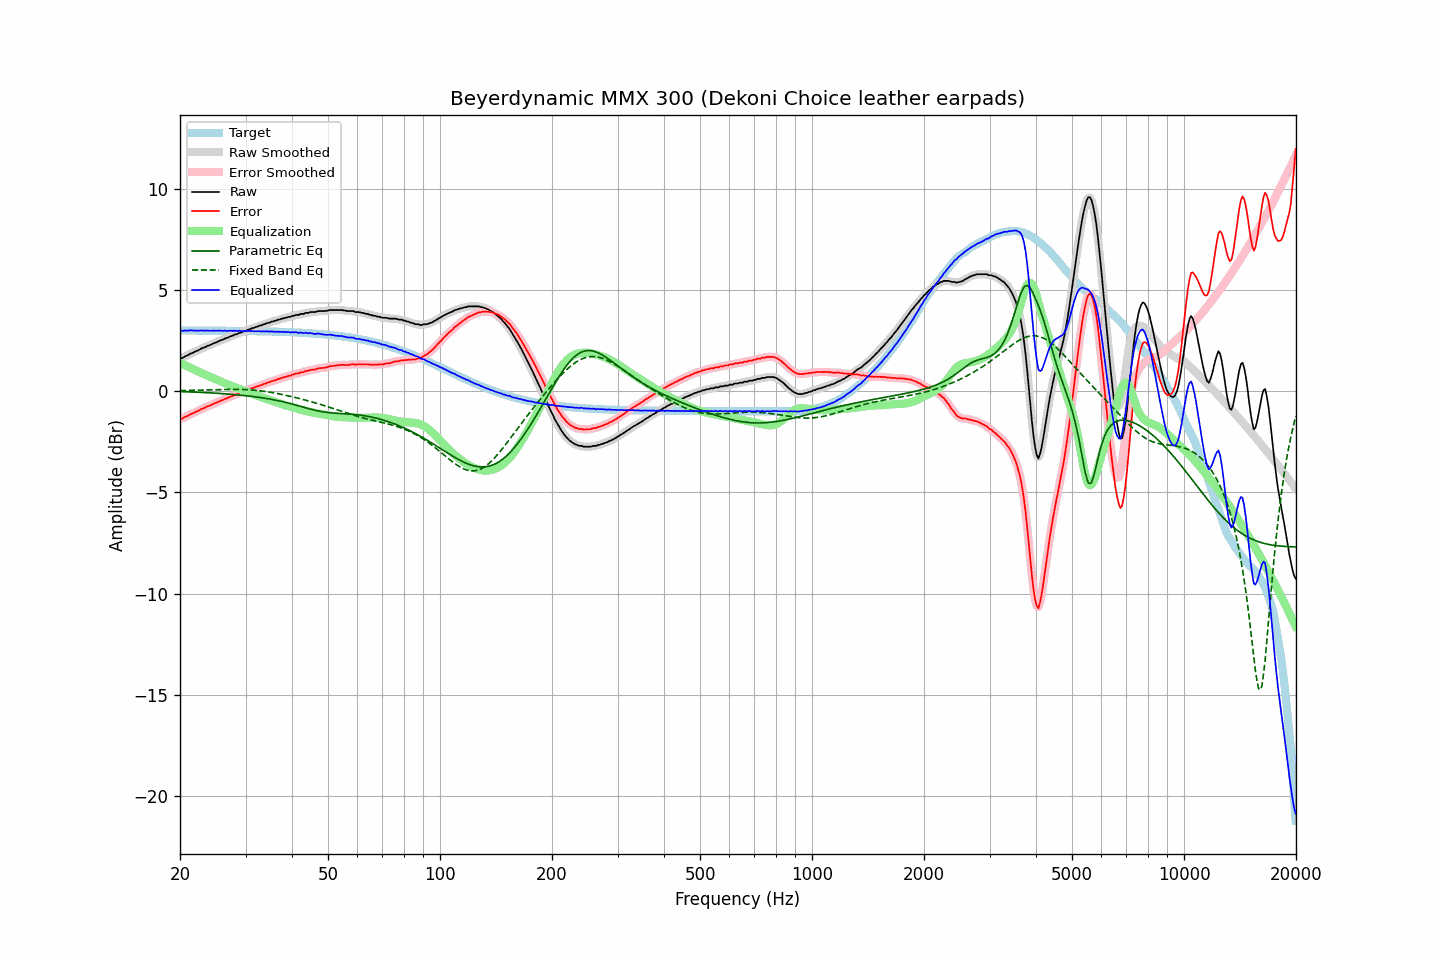 Beyerdynamic MMX 300 (Dekoni Choice leather earpads)
Target
Raw Smoothed
Error Smoothed
Raw
Error
Equalization
Parametric Eq
Fixed Band Eq
Equalized
Amplitude (dBr)
10
5
0
−5
−10
−15
−20
20
50
100
200
500
1000
2000
5000
10000
20000
Frequency (Hz)